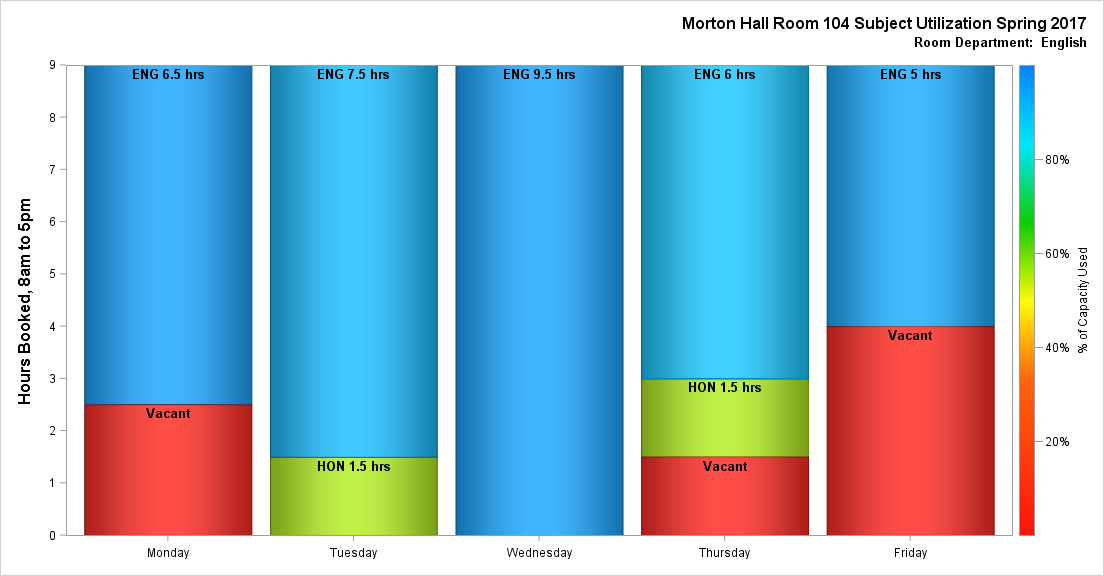 Morton Hall Room 104 Subject Utilization Spring 2017
Room Department:  English
Hours Booked, 8am to 5pm
9
8
7
6
5
4
3
2
1
0
ENG 6.5 hrs
Vacant
ENG 7.5 hrs
HON 1.5 hrs
ENG 9.5 hrs
ENG 6 hrs
HON 1.5 hrs
Vacant
ENG 5 hrs
Vacant
Monday
Tuesday
Wednesday
Thursday
Friday
80%
60%
40%
20%
% of Capacity Used